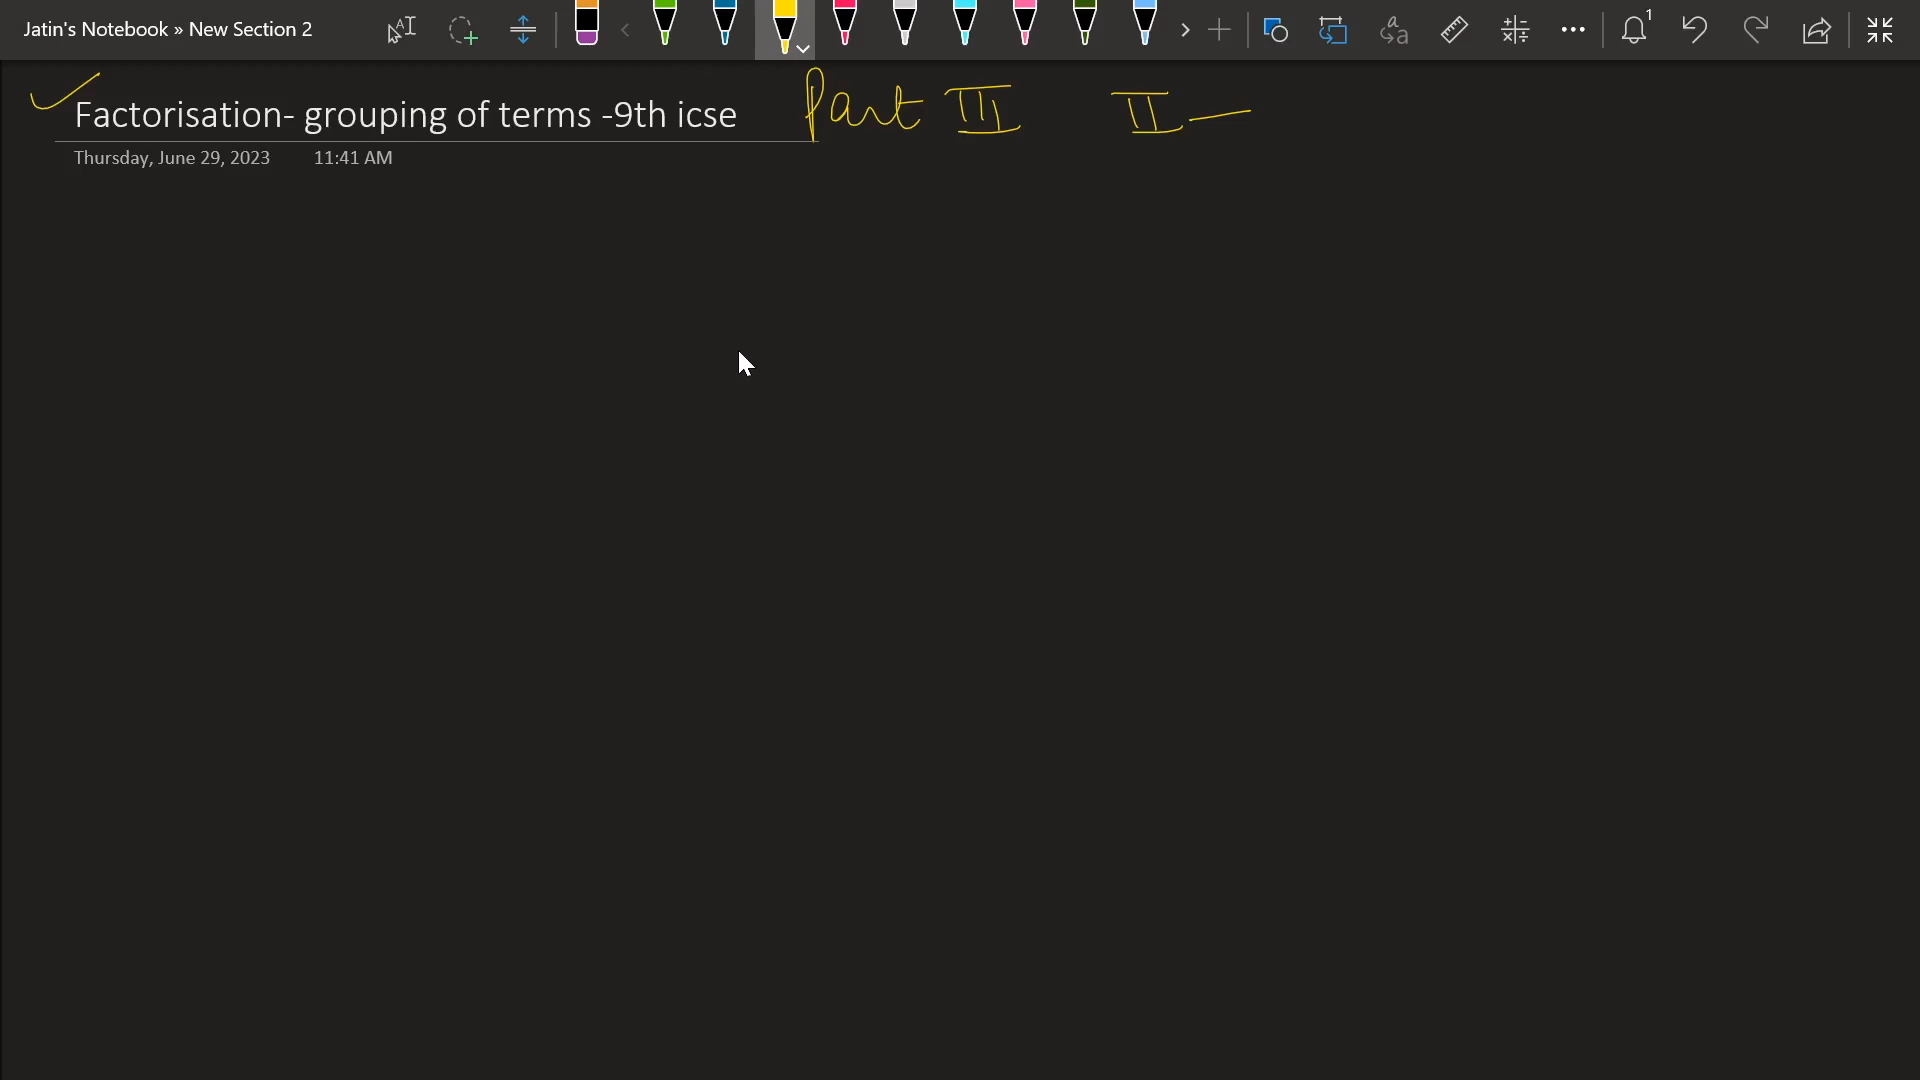 Jatin's Notebook » New Section 2
1
Factorisation- grouping of terms -9th icse Part III II—
Thursday, June 29, 2023 11:41 AM